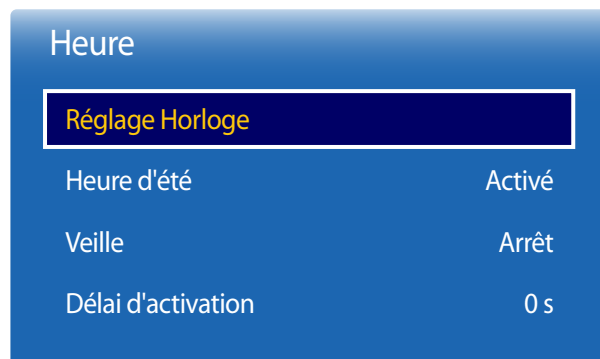 Heure
Réglage Horloge
Heure d'été Activé
Veille Arrêt
Délai d'activation 0 s